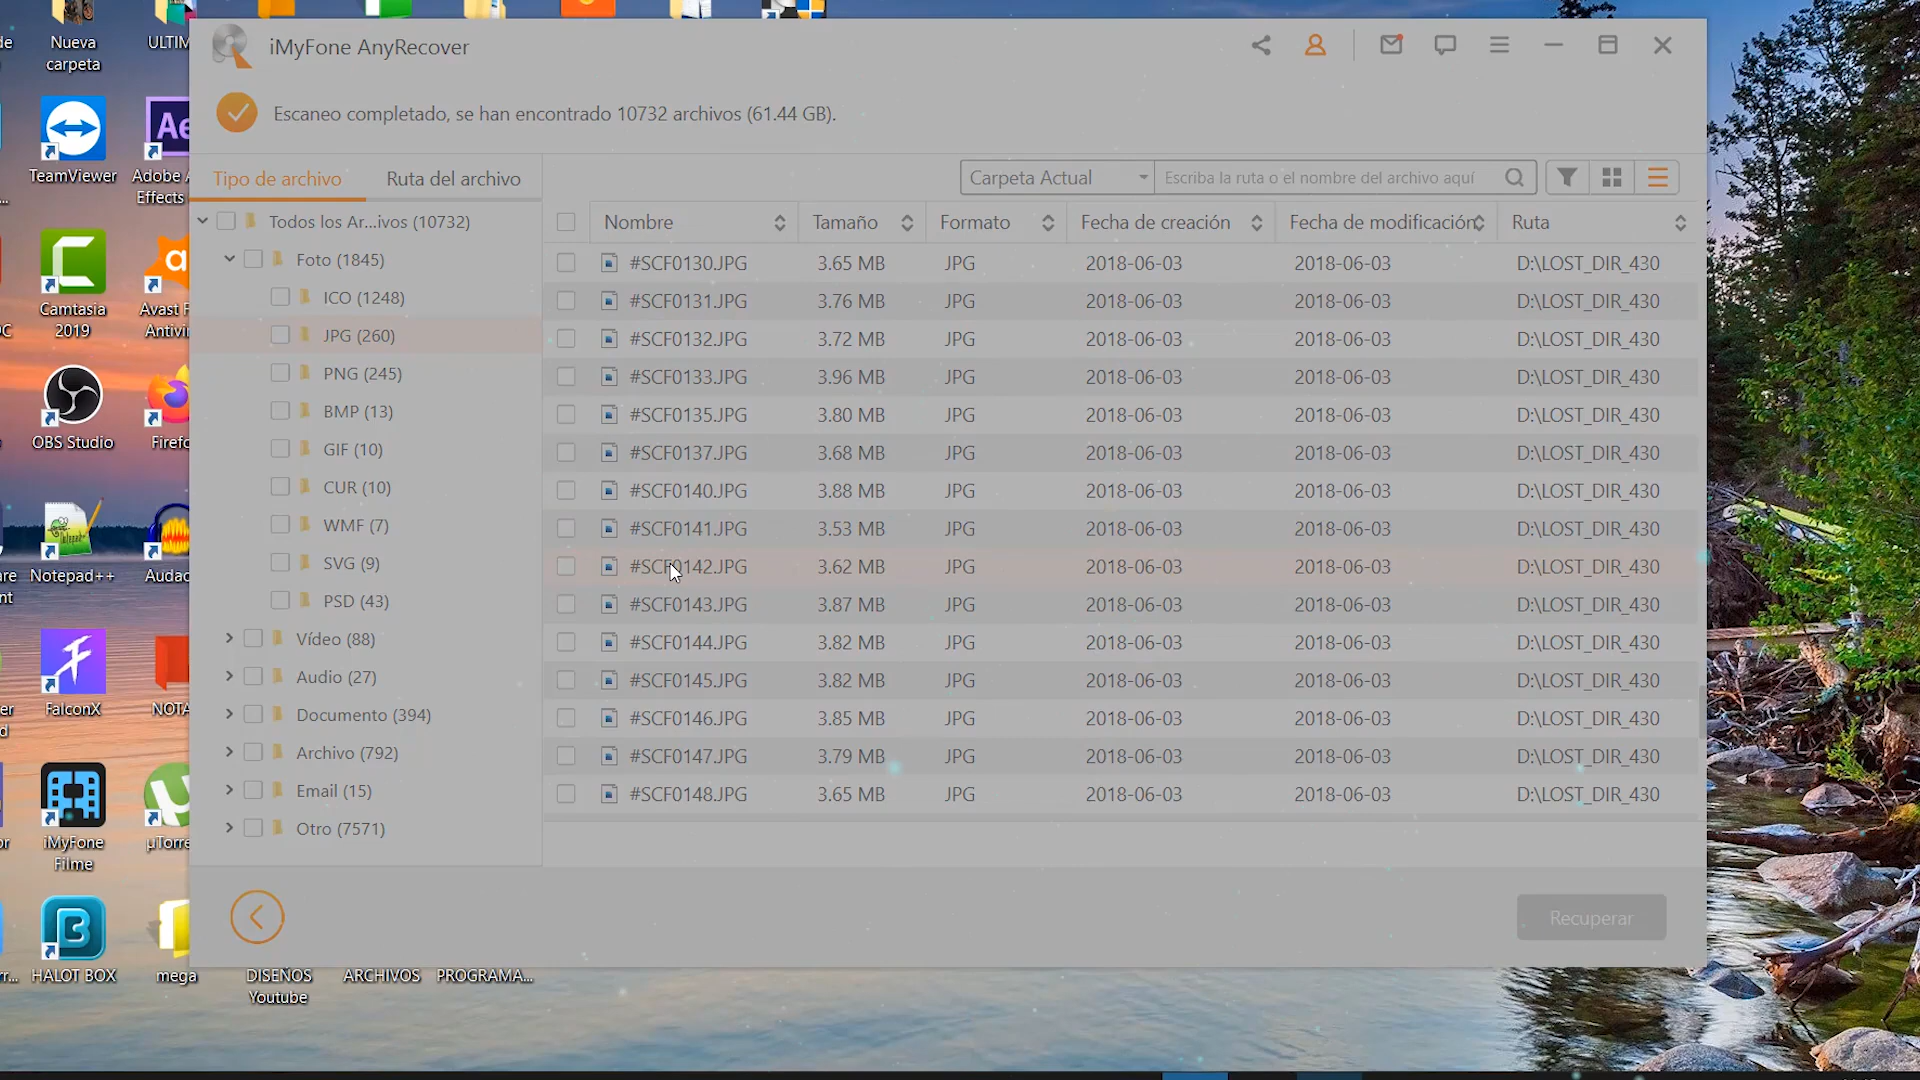 Nueva
carpeta
ULTIM
iMyFone AnyRecover
Escaneo completado, se han encontrado 10732 archivos (61.44 GB).
TeamViewer
Adobe A
Effects
Tipo de archivo
Ruta del archivo
Carpeta Actual
Escriba la ruta o el nombre del archivo aquí
Todos los Ar...ivos (10732)
Foto (1845)
ICO (1248)
JPG (260)
PNG (245)
BMP (13)
GIF (10)
CUR (10)
WMF (7)
SVG (9)
PSD (43)
Vídeo (88)
Audio (27)
Documento (394)
Archivo (792)
Email (15)
Otro (7571)
Nombre Tamaño Formato Fecha de creación Fecha de modificación Ruta
#SCF0130.JPG 3.65 MB JPG 2018-06-03 2018-06-03 D:\LOST_DIR_430
#SCF0131.JPG 3.76 MB JPG 2018-06-03 2018-06-03 D:\LOST_DIR_430
#SCF0132.JPG 3.72 MB JPG 2018-06-03 2018-06-03 D:\LOST_DIR_430
#SCF0133.JPG 3.96 MB JPG 2018-06-03 2018-06-03 D:\LOST_DIR_430
#SCF0135.JPG 3.80 MB JPG 2018-06-03 2018-06-03 D:\LOST_DIR_430
#SCF0137.JPG 3.68 MB JPG 2018-06-03 2018-06-03 D:\LOST_DIR_430
#SCF0140.JPG 3.88 MB JPG 2018-06-03 2018-06-03 D:\LOST_DIR_430
#SCF0141.JPG 3.53 MB JPG 2018-06-03 2018-06-03 D:\LOST_DIR_430
#SCF0142.JPG 3.62 MB JPG 2018-06-03 2018-06-03 D:\LOST_DIR_430
#SCF0143.JPG 3.87 MB JPG 2018-06-03 2018-06-03 D:\LOST_DIR_430
#SCF0144.JPG 3.82 MB JPG 2018-06-03 2018-06-03 D:\LOST_DIR_430
#SCF0145.JPG 3.82 MB JPG 2018-06-03 2018-06-03 D:\LOST_DIR_430
#SCF0146.JPG 3.85 MB JPG 2018-06-03 2018-06-03 D:\LOST_DIR_430
#SCF0147.JPG 3.79 MB JPG 2018-06-03 2018-06-03 D:\LOST_DIR_430
#SCF0148.JPG 3.65 MB JPG 2018-06-03 2018-06-03 D:\LOST_DIR_430
Recuperar
Camtasia
2019
Avast F
Antivir
OBS Studio
Firefo
Notepad++
Audac
FalconX
NOTA
iMyFone
Filme
µTorre
HALOT BOX
mega
DISEÑOS
Youtube
ARCHIVOS
PROGRAMA...